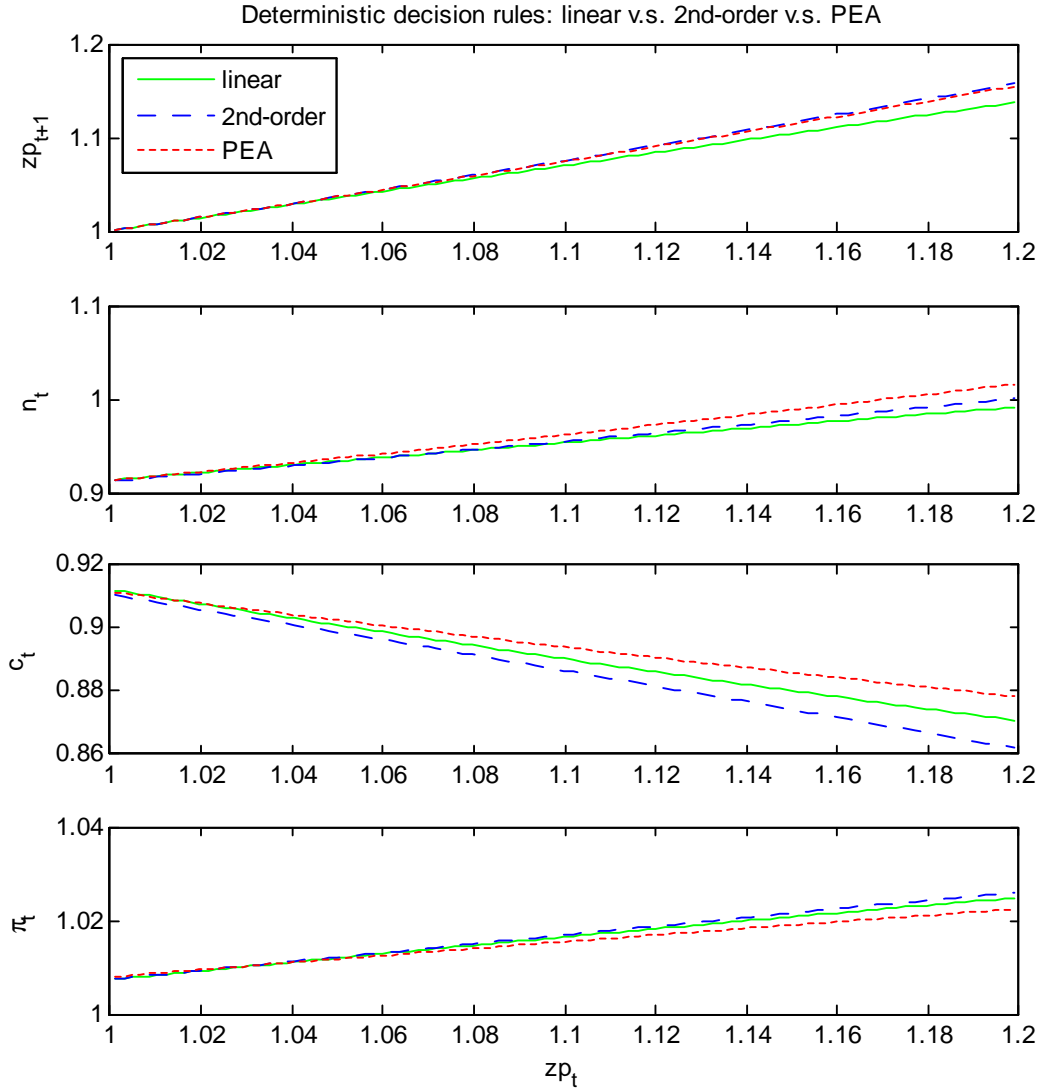 Deterministic decision rules: linear v.s. 2nd-order v.s. PEA
1.2
1.1
1
zp_{t+1}
linear
2nd-order
PEA
1 1.02 1.04 1.06 1.08 1.1 1.12 1.14 1.16 1.18 1.2
1.1
1
0.9
n_t
1 1.02 1.04 1.06 1.08 1.1 1.12 1.14 1.16 1.18 1.2
0.92
0.9
0.88
0.86
c_t
1 1.02 1.04 1.06 1.08 1.1 1.12 1.14 1.16 1.18 1.2
1.04
1.02
1
π_t
1 1.02 1.04 1.06 1.08 1.1 1.12 1.14 1.16 1.18 1.2
zp_t